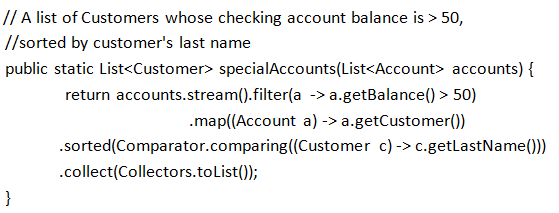 // A list of Customers whose checking account balance is > 50,
//sorted by customer's last name
public static List<Customer> specialAccounts(List<Account> accounts) {
return accounts.stream().filter(a -> a.getBalance() > 50)
.map((Account a) -> a.getCustomer())
.sorted(Comparator.comparing((Customer c) -> c.getLastName()))
.collect(Collectors.toList());
}